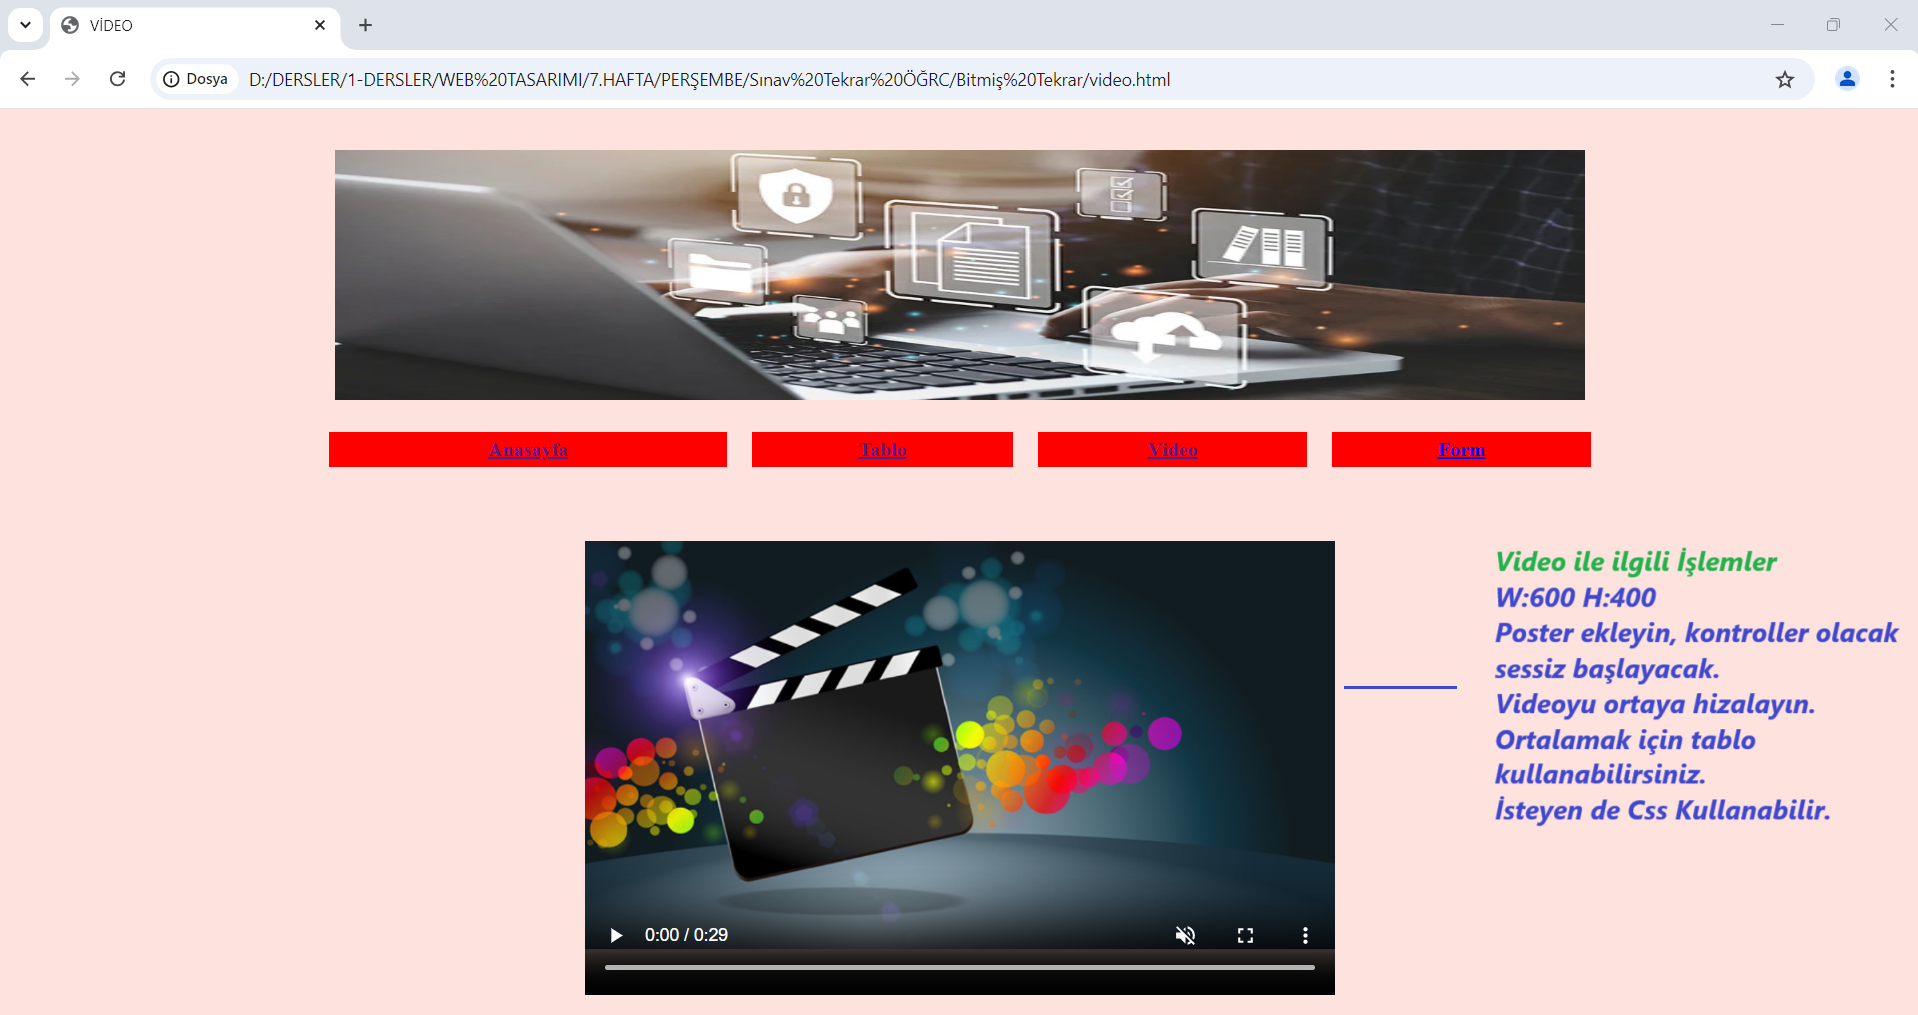 VİDEO
Dosya
D:/DERSLER/1-DERSLER/WEB%20TASARIMI/7.HAFTA/PERŞEMBE/Sınav%20Tekrar%20ÖĞRC/Bitmiş%20Tekrar/video.html
Anasayfa
Tablo
Video
Form
Video ile ilgili İşlemler
W:600 H:400
Poster ekleyin, kontroller olacak
sessiz başlayacak.
Videoyu ortaya hizalayın.
Ortalamak için tablo
kullanabilirsiniz.
İsteyen de Css Kullanabilir.
0:00 / 0:29